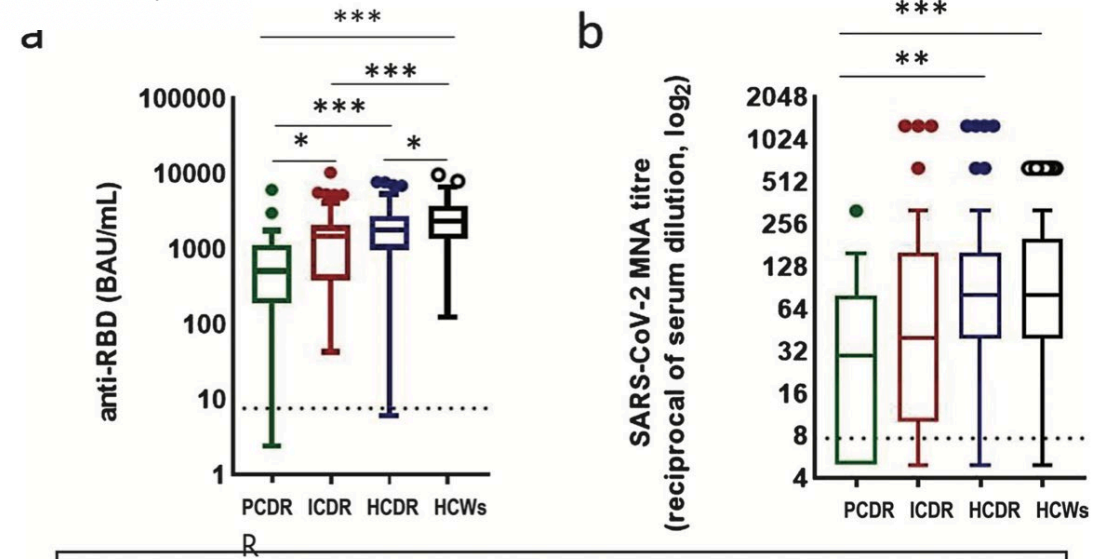 a
***
***
***
*
*
100000
10000
1000
100
10
1
anti-RBD (BAU/mL)
PCDR ICDR HCDR HCWs
R
b
***
**
2048
1024
512
256
128
64
32
16
8
4
SARS-CoV-2 MNA titre
(reciprocal of serum dilution, log2)
PCDR ICDR HCDR HCWs